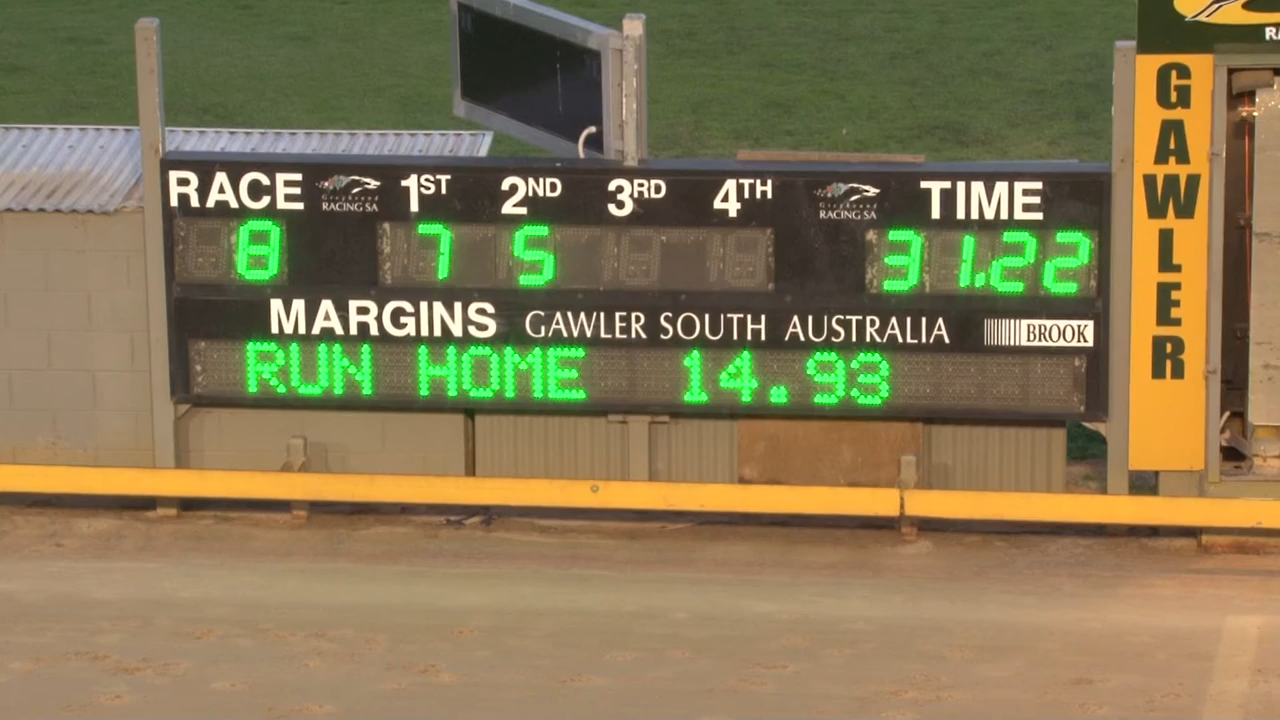 RACE Greyhound RACING SA 1ST 2ND 3RD 4TH Greyhound RACING SA TIME
8 7 5 31.22
MARGINS GAWLER SOUTH AUSTRALIA BROOK
RUN HOME 14.93
GAWLER